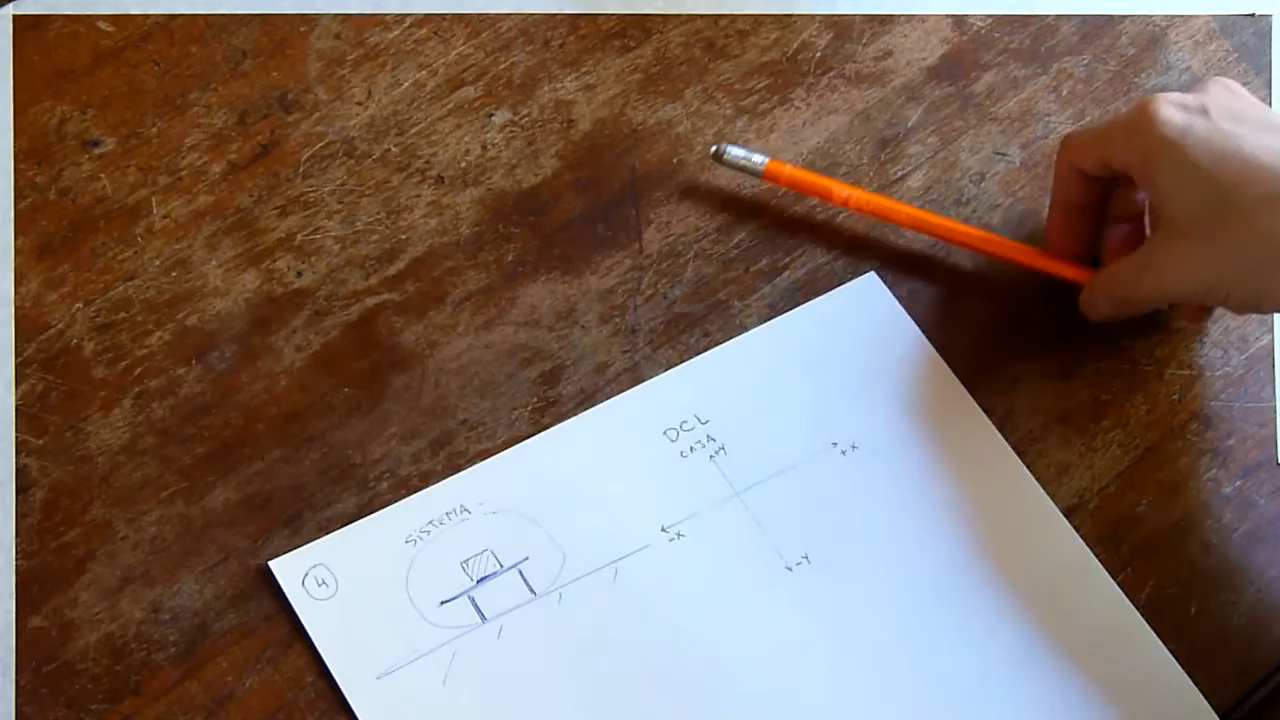 4
SiSTEMA
DCL
CAJA
+Y
+X
-X
-Y